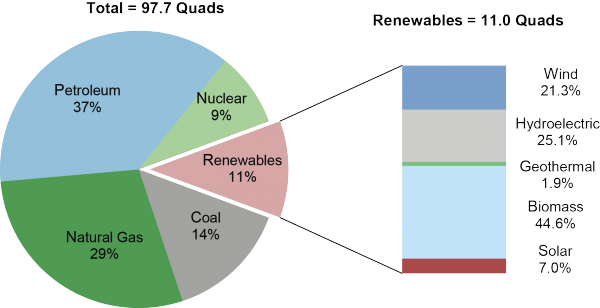 Total = 97.7 Quads
Renewables = 11.0 Quads
Petroleum
37%
Nuclear
9%
Renewables
11%
Coal
14%
Natural Gas
29%
Wind
21.3%
Hydroelectric
25.1%
Geothermal
1.9%
Biomass
44.6%
Solar
7.0%